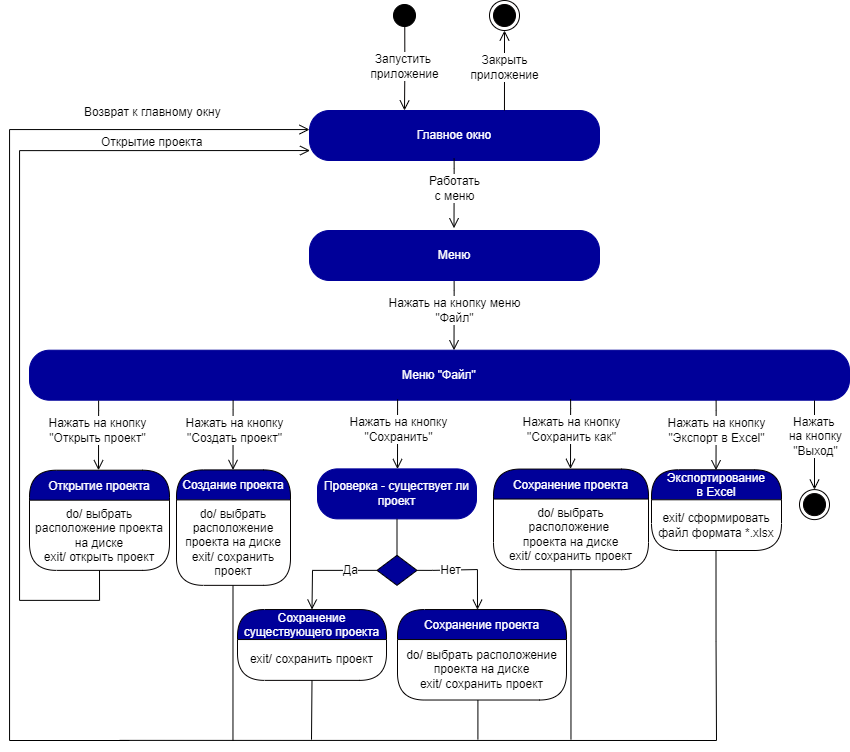 Запустить
приложение
Закрыть
приложение
Возврат к главному окну
Главное окно
Открытие проекта
Работать
с меню
Меню
Нажать на кнопку меню
"Файл"
Меню "Файл"
Нажать на кнопку
"Открыть проект"
Нажать на кнопку
"Создать проект"
Нажать на кнопку
"Сохранить"
Нажать на кнопку
"Сохранить как"
Нажать на кнопку
"Экспорт в Excel"
Нажать
на кнопку
"Выход"
Открытие проекта
do/ выбрать
расположение проекта
на диске
exit/ открыть проект
Создание проекта
do/ выбрать
расположение
проекта на диске
exit/ сохранить
проект
Проверка - существует ли
проект
Сохранение проекта
do/ выбрать
расположение
проекта на диске
exit/ сохранить проект
Экспортирование
в Excel
exit/ сформировать
файл формата *.xlsx
Да
Нет
Сохранение
существующего проекта
exit/ сохранить проект
Сохранение проекта
do/ выбрать расположение
проекта на диске
exit/ сохранить проект